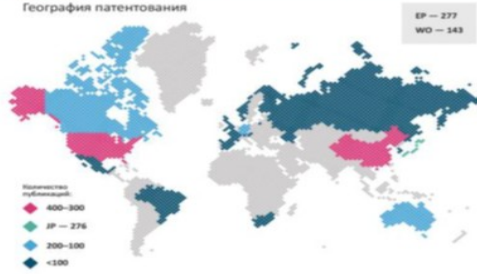 География патентования
EP — 277
WO — 143
Количество
публикаций:
400–300
JP — 276
200–100
<100